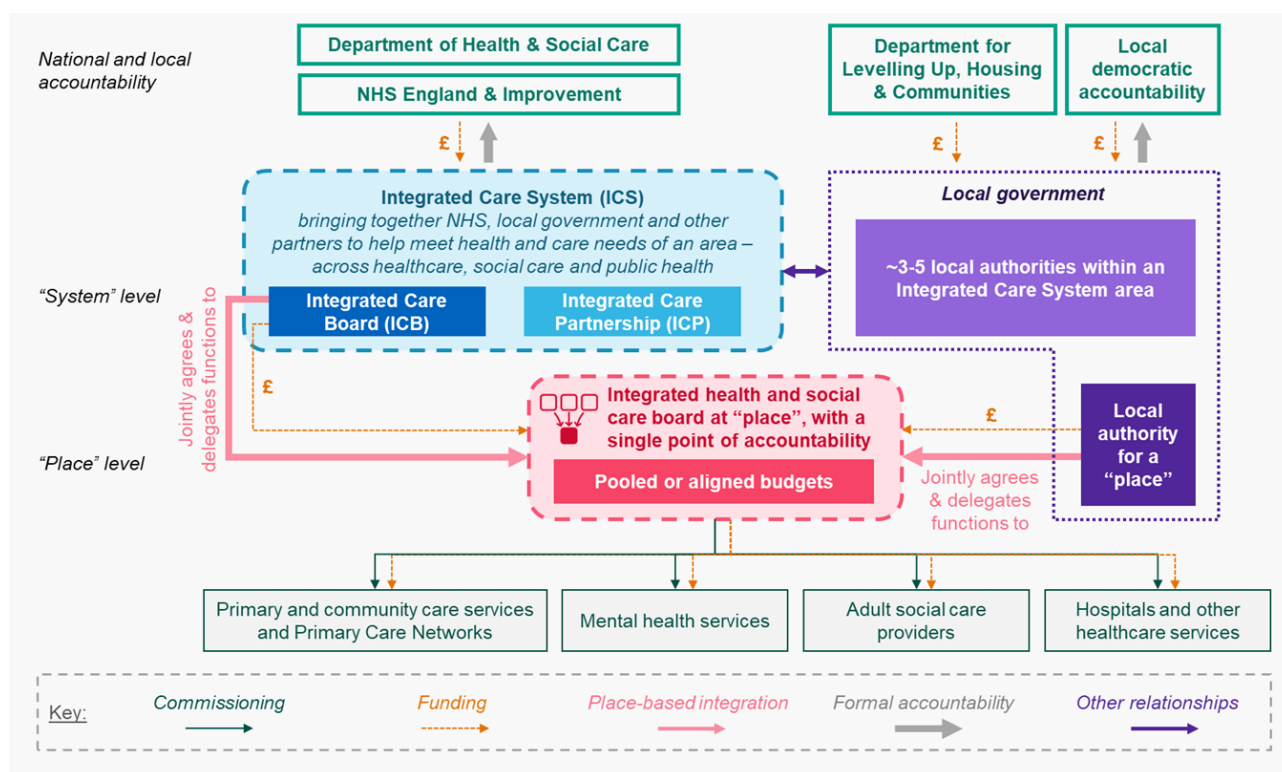 National and local
accountability
Department of Health & Social Care
NHS England & Improvement
Department for
Levelling Up, Housing
& Communities
Local
democratic
accountability
£
£
£
Integrated Care System (ICS)
bringing together NHS, local government and other
partners to help meet health and care needs of an area –
across healthcare, social care and public health
Local government
~3-5 local authorities within an
Integrated Care System area
“System” level
Integrated Care
Board (ICB)
Integrated Care
Partnership (ICP)
Jointly agrees &
delegates functions to
£
“Place” level
Integrated health and social
care board at “place”, with a
single point of accountability
Pooled or aligned budgets
£
Jointly agrees
& delegates
functions to
Local
authority
for a
“place”
Primary and community care services
and Primary Care Networks
Mental health services
Adult social care
providers
Hospitals and other
healthcare services
Key:
Commissioning
Funding
Place-based integration
Formal accountability
Other relationships